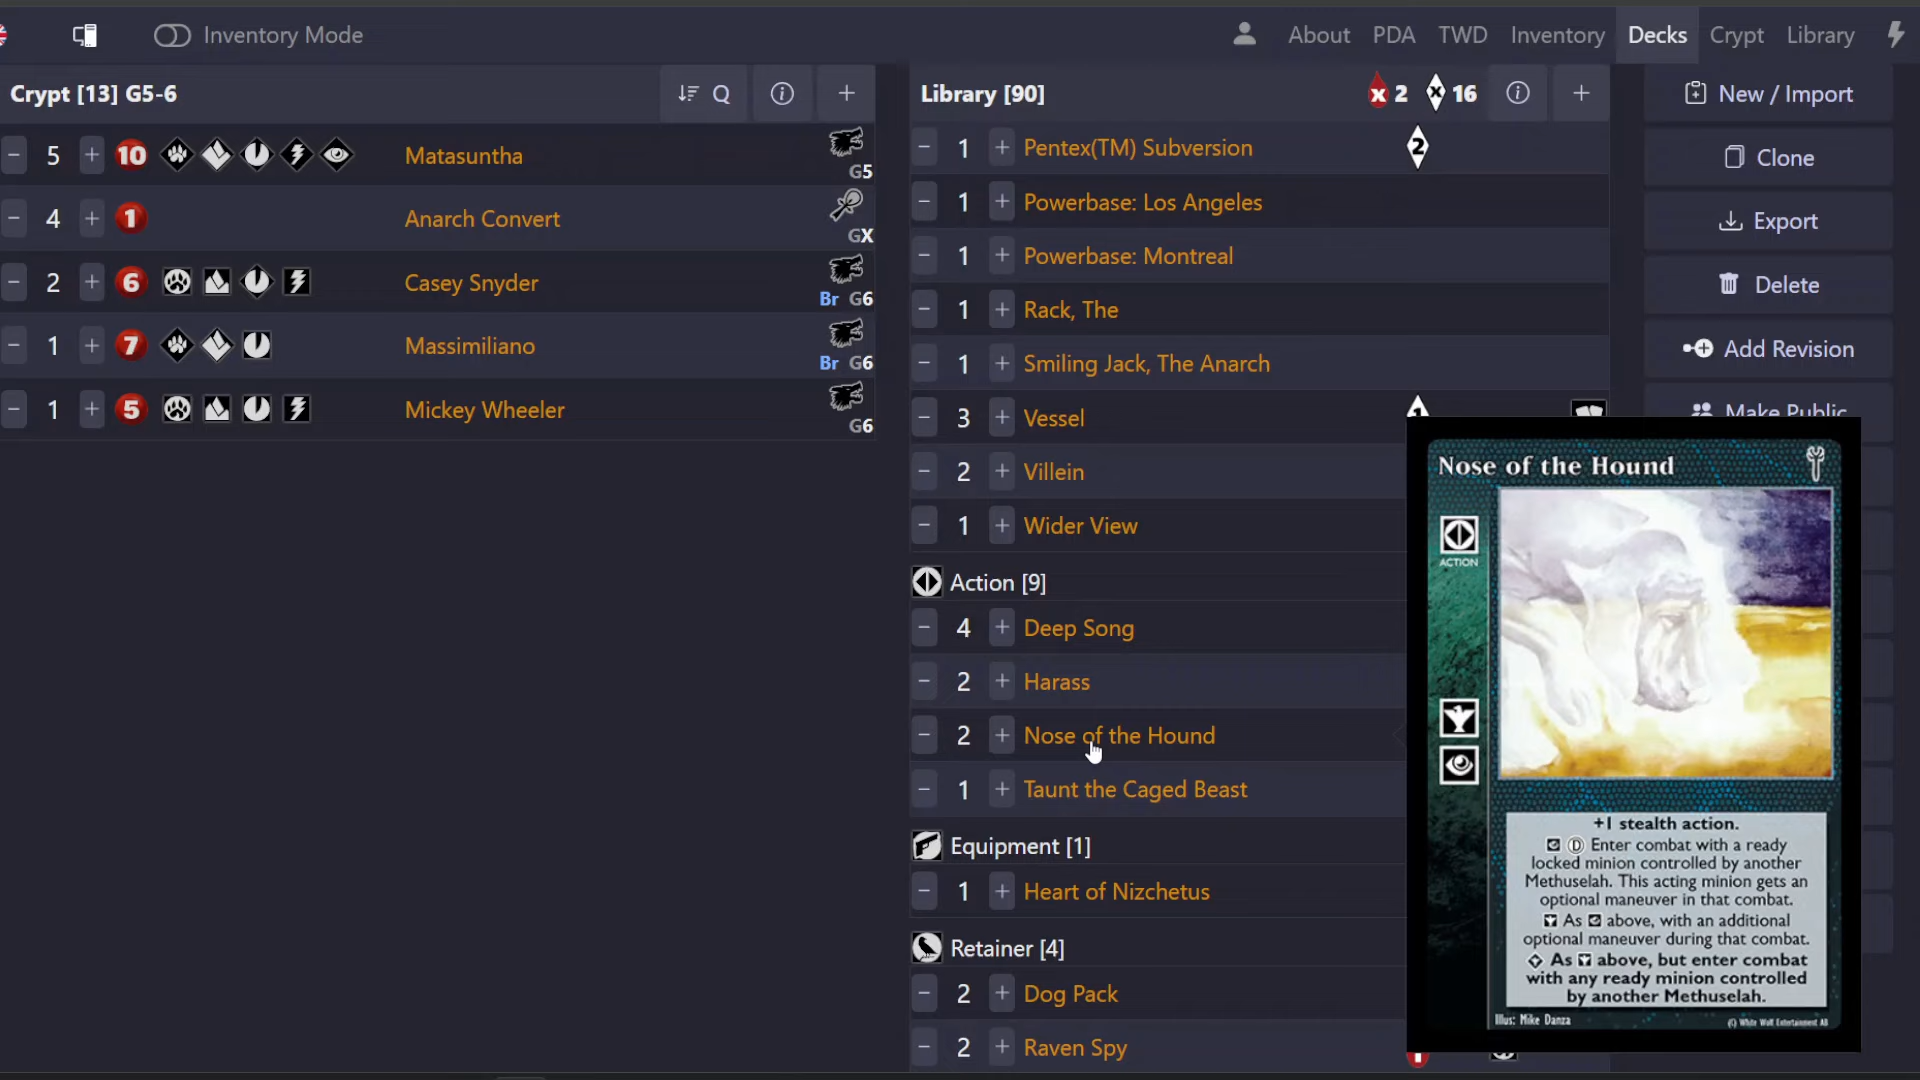 Inventory Mode
About PDA TWD Inventory Decks Crypt Library
Crypt [13] G5-6
Q
5 10 Matasuntha G5
4 1 Anarch Convert GX
2 6 Casey Snyder Br G6
1 7 Massimiliano Br G6
1 5 Mickey Wheeler G6
Library [90] X 2 X 16
1 Pentex(TM) Subversion 2
1 Powerbase: Los Angeles
1 Powerbase: Montreal
1 Rack, The
1 Smiling Jack, The Anarch
3 Vessel 1
2 Villein
1 Wider View
Action [9]
4 Deep Song
2 Harass
2 Nose of the Hound
1 Taunt the Caged Beast
Equipment [1]
1 Heart of Nizchetus
Retainer [4]
2 Dog Pack
2 Raven Spy
New / Import
Clone
Export
Delete
Add Revision
Make Public
Nose of the Hound
ACTION
+1 stealth action.
D Enter combat with a ready
locked minion controlled by another
Methuselah. This acting minion gets an
optional maneuver in that combat.
As above, with an additional
optional maneuver during that combat.
As above, but enter combat
with any ready minion controlled
by another Methuselah.
Illus: Mike Danza
(C) White Wolf Entertainment AB